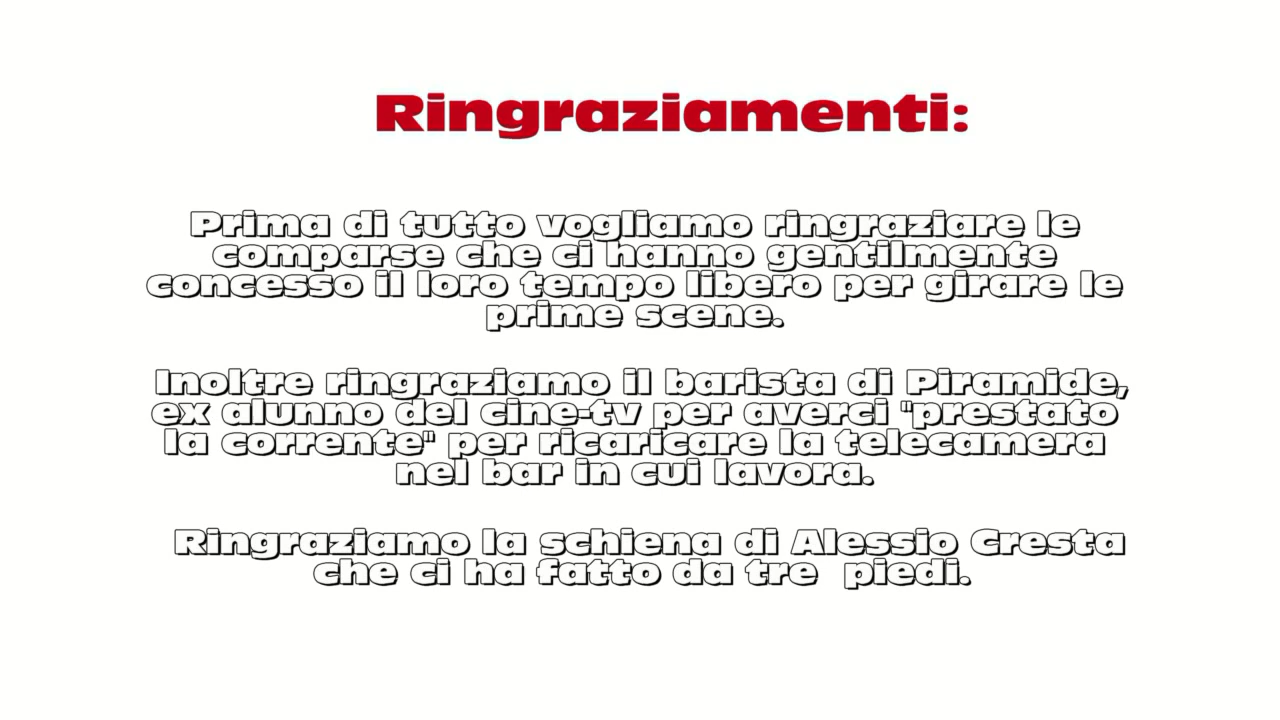 Ringraziamenti:
Prima di tutto vogliamo ringraziare le
comparse che ci hanno gentilmente
concesso il loro tempo libero per girare le
prime scene.
Inoltre ringraziamo il barista di Piramide,
ex alunno del cine-tv per averci "prestato
la corrente" per ricaricare la telecamera
nel bar in cui lavora.
Ringraziamo la schiena di Alessio Cresta
che ci ha fatto da tre piedi.